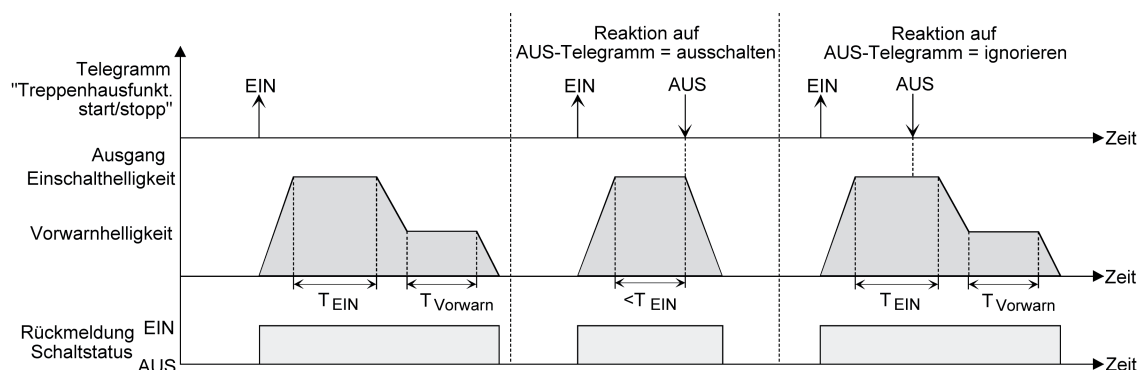 Reaktion auf
AUS-Telegramm = ausschalten
Reaktion auf
AUS-Telegramm = ignorieren
Telegramm
"Treppenhausfunkt.
start/stopp"
EIN
EIN
AUS
EIN
AUS
Zeit
Ausgang
Einschalthelligkeit
Vorwarnhelligkeit
Zeit
T EIN
T Vorwarn
<T EIN
T EIN
T Vorwarn
Rückmeldung
Schaltstatus
EIN
AUS
Zeit